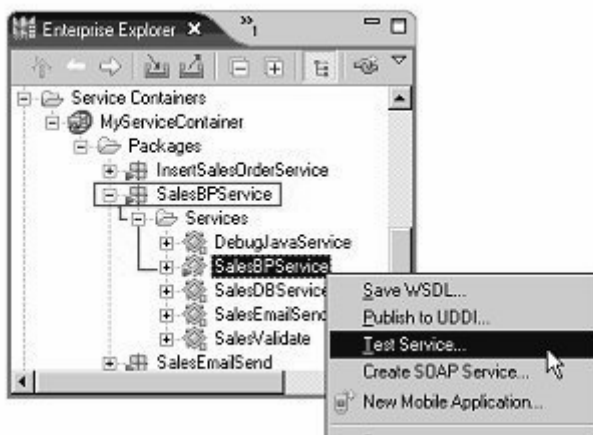 Enterprise Explorer
1
Service Containers
MyServiceContainer
Packages
InsertSalesOrderService
SalesBPService
Services
DebugJavaService
SalesBPService
SalesDBService
SalesEmailSend
SalesValidate
SalesEmailSend
Save WSDL...
Publish to UDDI...
Test Service...
Create SOAP Service...
New Mobile Application...